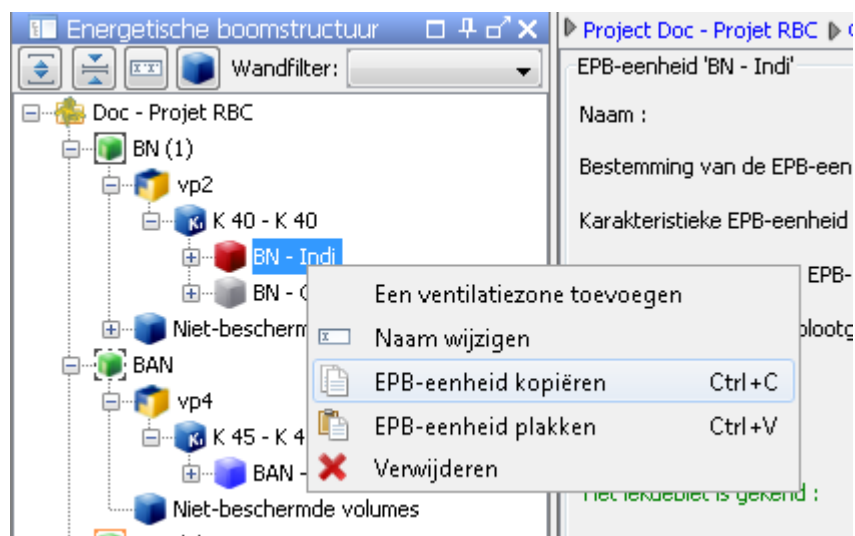 Energetische boomstructuur
Wandfilter:
Doc - Projet RBC
BN (1)
vp2
K 40 - K 40
BN - Indi
BN -
Niet-bescherm
BAN
vp4
K 45 - K 4
BAN -
Niet-beschermde volumes
Een ventilatiezone toevoegen
Naam wijzigen
EPB-eenheid kopiëren Ctrl+C
EPB-eenheid plakken Ctrl+V
Verwijderen
Project Doc - Projet RBC
EPB-eenheid 'BN - Indi'
Naam :
Bestemming van de EPB-een
Karakteristieke EPB-eenheid
EPB-
plootg
Het lekdebiet is gekend :